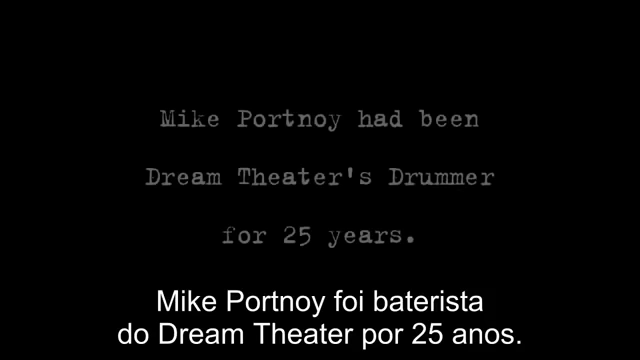 Mike Portnoy had been
Dream Theater's Drummer
for 25 years.
Mike Portnoy foi baterista
do Dream Theater por 25 anos.